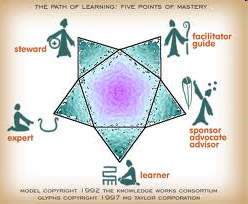 THE PATH OF LEARNING: FIVE POINTS OF MASTERY
steward
facilitator
guide
expert
sponsor
advocate
advisor
learner
MODEL COPYRIGHT 1992 THE KNOWLEDGE WORKS CONSORTIUM
GLYPHS COPYRIGHT 1997 MG TAYLOR CORPORATION